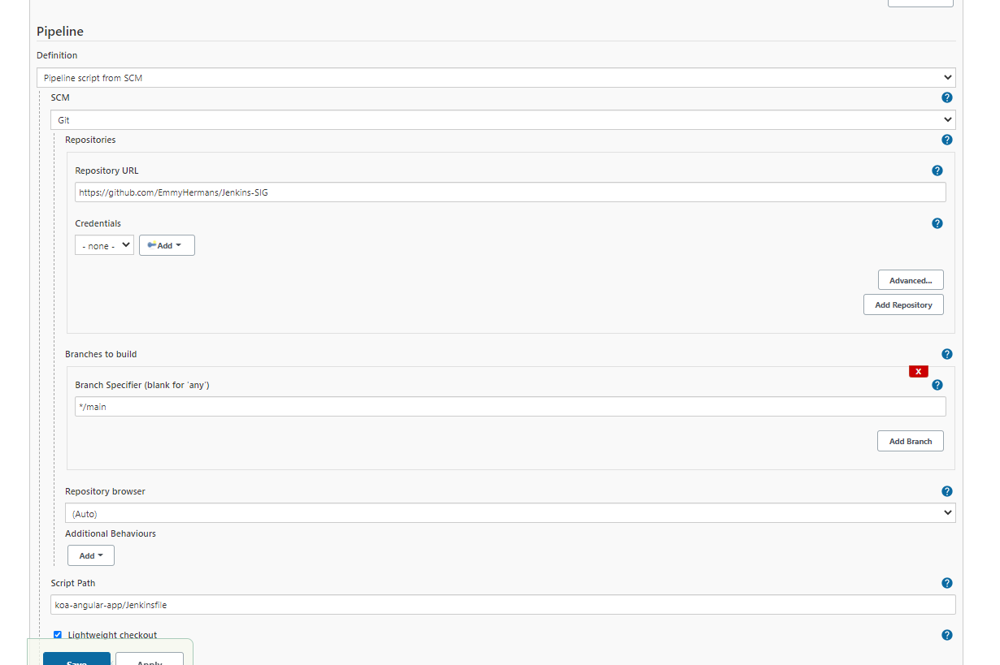 Pipeline
Definition
Pipeline script from SCM
SCM
?
Git
Repositories
?
Repository URL
?
https://github.com/EmmyHermans/Jenkins-SIG
Credentials
?
- none -
Add
Advanced...
Add Repository
Branches to build
?
X
Branch Specifier (blank for 'any')
?
*/main
Add Branch
Repository browser
?
(Auto)
Additional Behaviours
Add
Script Path
?
koa-angular-app/Jenkinsfile
Lightweight checkout
?
Save
Apply